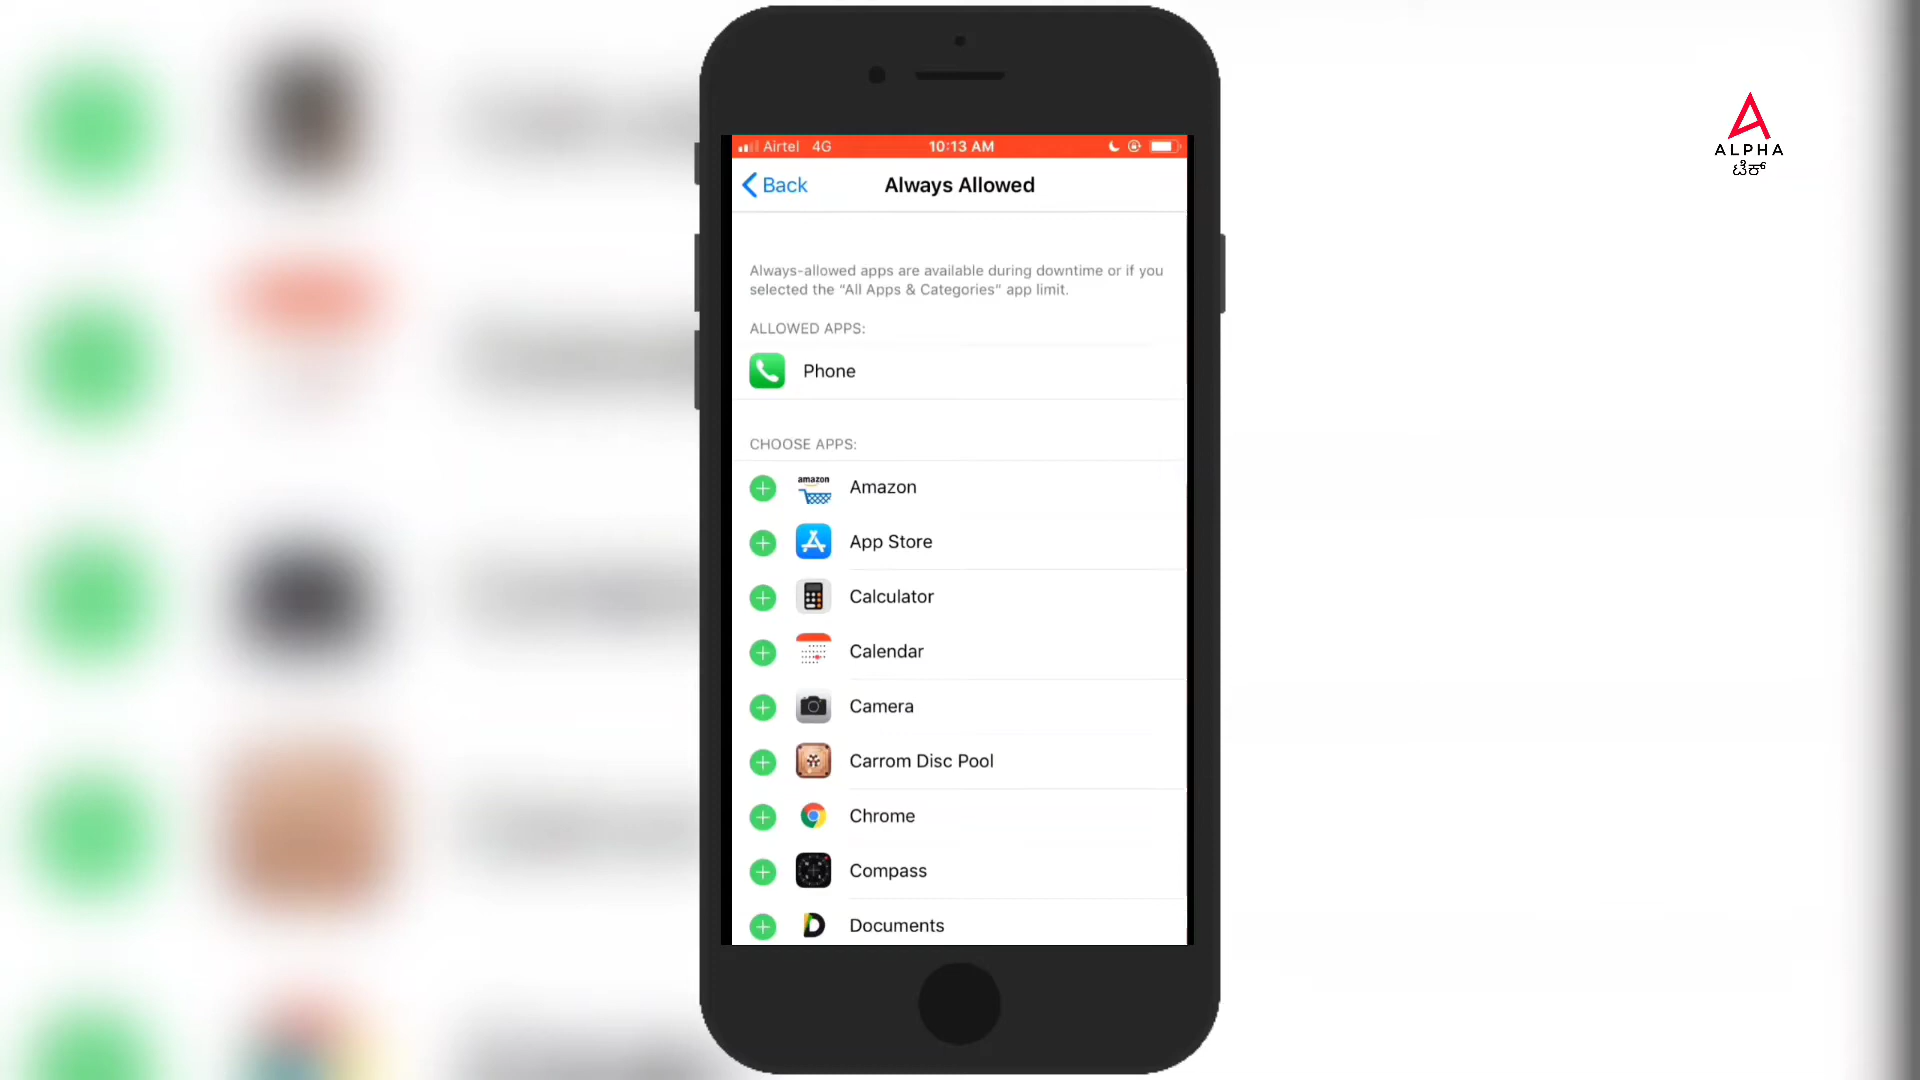 Airtel 4G 10:13 AM
Back Always Allowed
Always-allowed apps are available during downtime or if you
selected the “All Apps & Categories” app limit.
ALLOWED APPS:
Phone
CHOOSE APPS:
amazon
Amazon
App Store
Calculator
Calendar
Camera
Carrom Disc Pool
Chrome
Compass
Documents
ALPHA
ಟೆಕ್